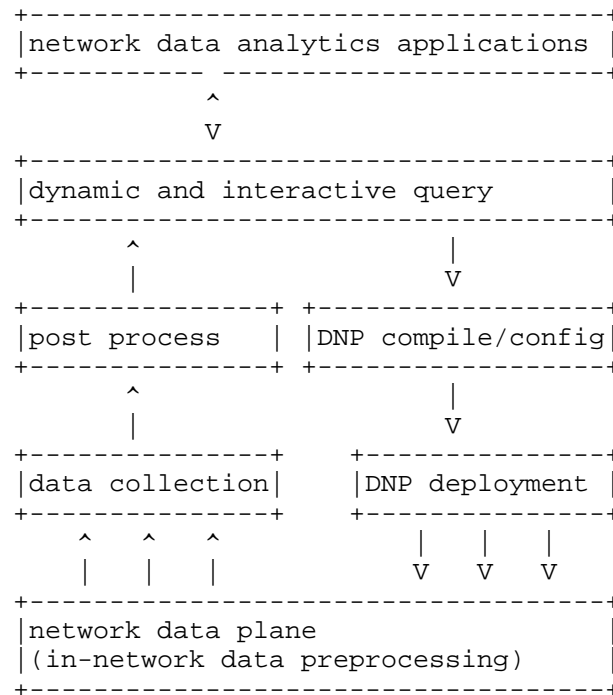 network data analytics applications
dynamic and interactive query
post process
DNP compile/config
data collection
DNP deployment
network data plane
(in-network data preprocessing)